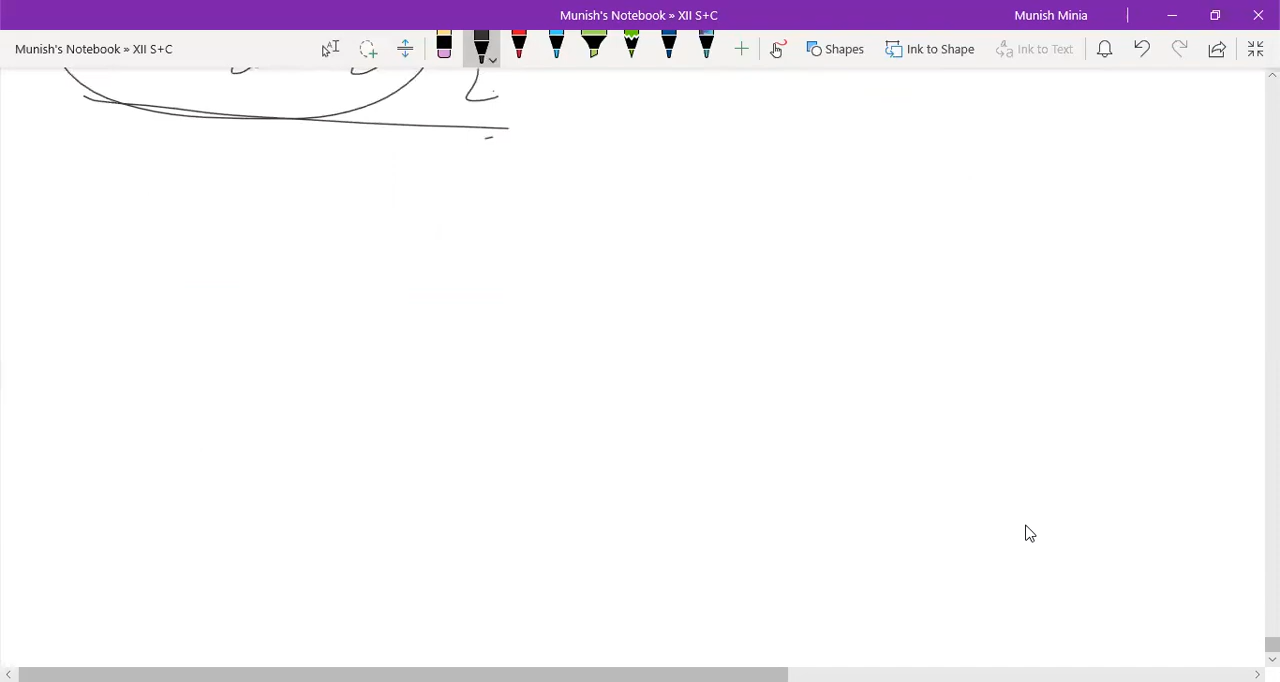 Munish's Notebook » XII S+C
Munish Minia
Munish's Notebook » XII S+C
Shapes
Ink to Shape
Ink to Text